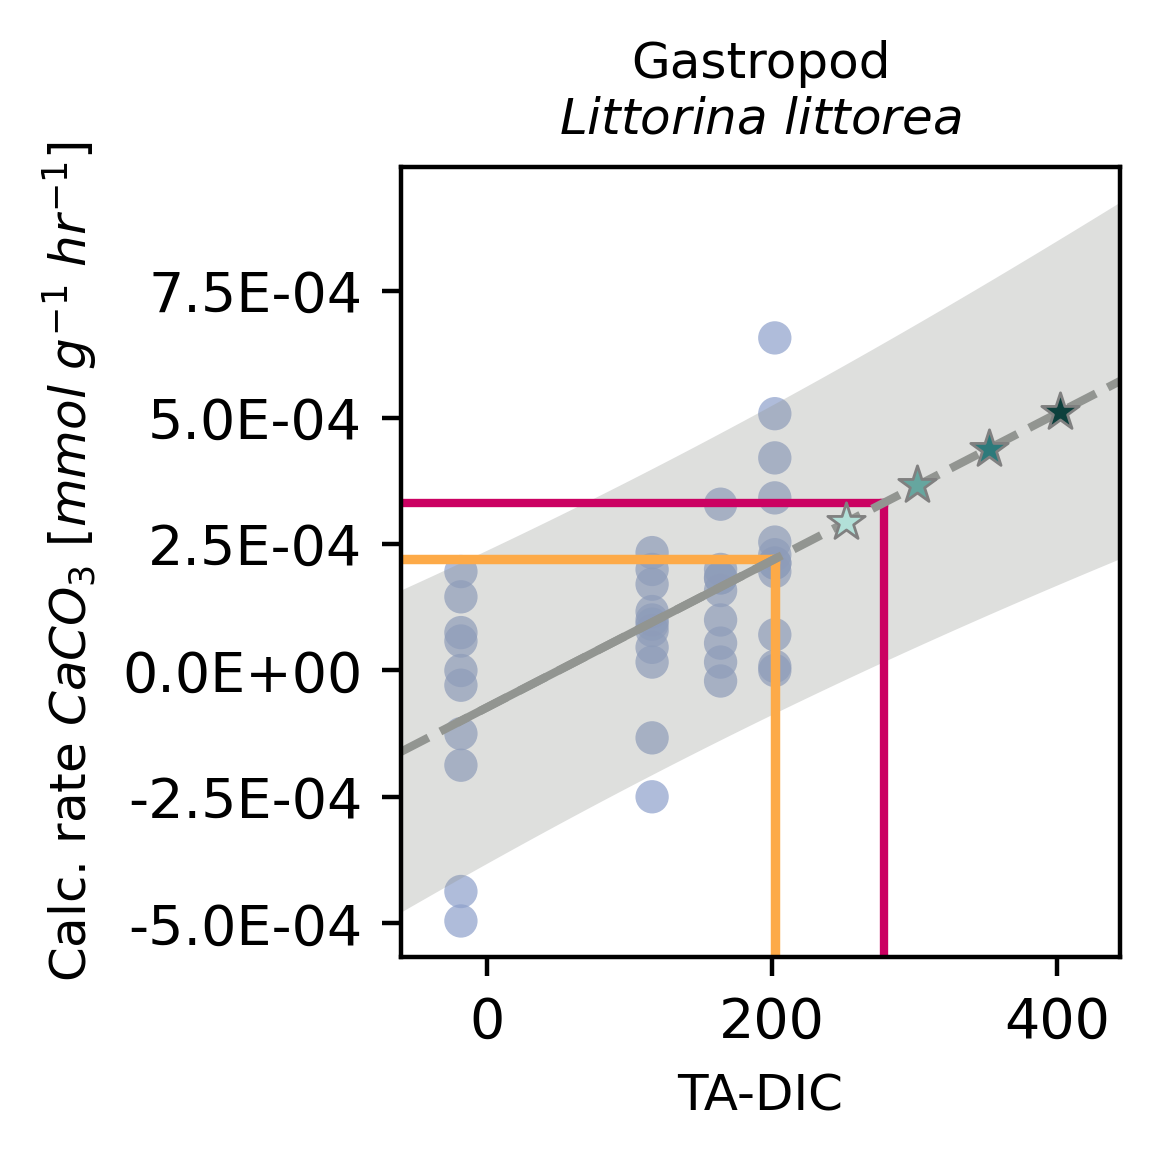 Gastropod
Littorina littorea
Calc. rate CaCO₃ [mmol g⁻¹ hr⁻¹]
7.5E-04
5.0E-04
2.5E-04
0.0E+00
-2.5E-04
-5.0E-04
0 200 400
TA-DIC